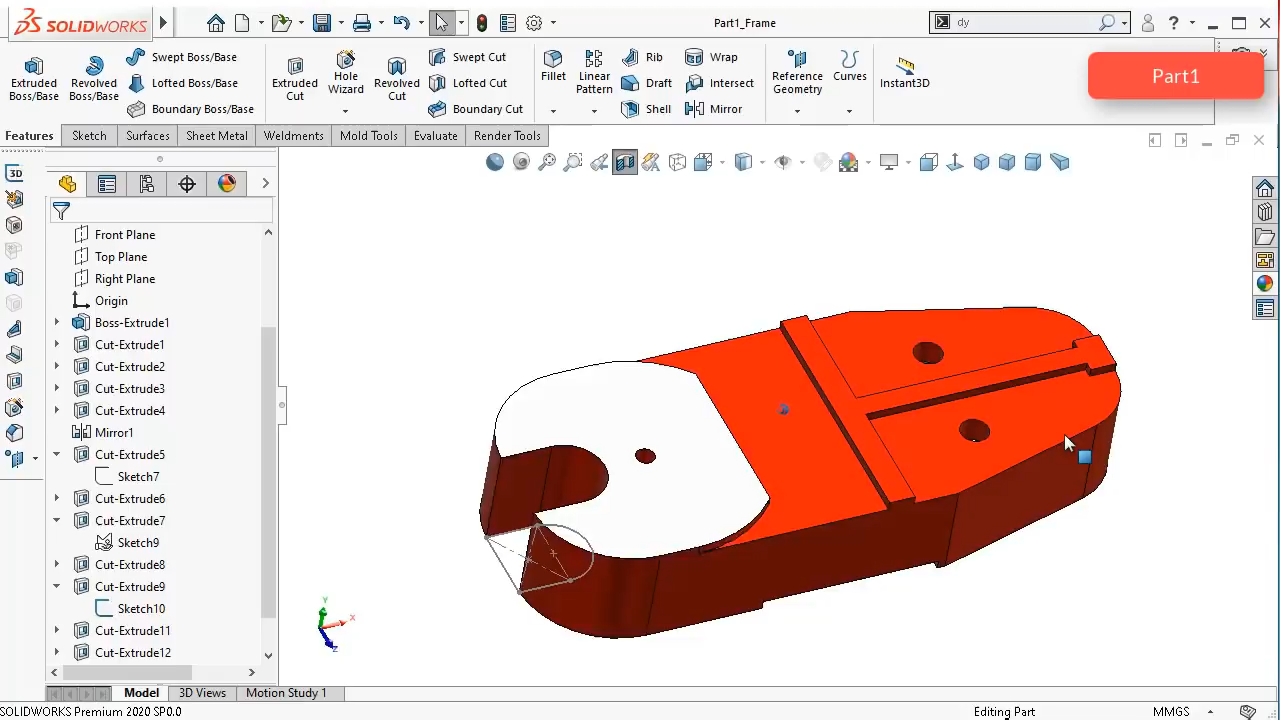 SOLIDWORKS
Part1_Frame
dy
Part1
Extruded Boss/Base
Revolved Boss/Base
Swept Boss/Base
Lofted Boss/Base
Boundary Boss/Base
Extruded Cut
Hole Wizard
Revolved Cut
Swept Cut
Lofted Cut
Boundary Cut
Fillet
Linear Pattern
Rib
Draft
Shell
Wrap
Intersect
Mirror
Reference Geometry
Curves
Instant3D
Features
Sketch
Surfaces
Sheet Metal
Weldments
Mold Tools
Evaluate
Render Tools
3D
Front Plane
Top Plane
Right Plane
Origin
Boss-Extrude1
Cut-Extrude1
Cut-Extrude2
Cut-Extrude3
Cut-Extrude4
Mirror1
Cut-Extrude5
Sketch7
Cut-Extrude6
Cut-Extrude7
Sketch9
Cut-Extrude8
Cut-Extrude9
Sketch10
Cut-Extrude11
Cut-Extrude12
Y
X
Z
Model
3D Views
Motion Study 1
SOLIDWORKS Premium 2020 SP0.0
Editing Part
MMGS